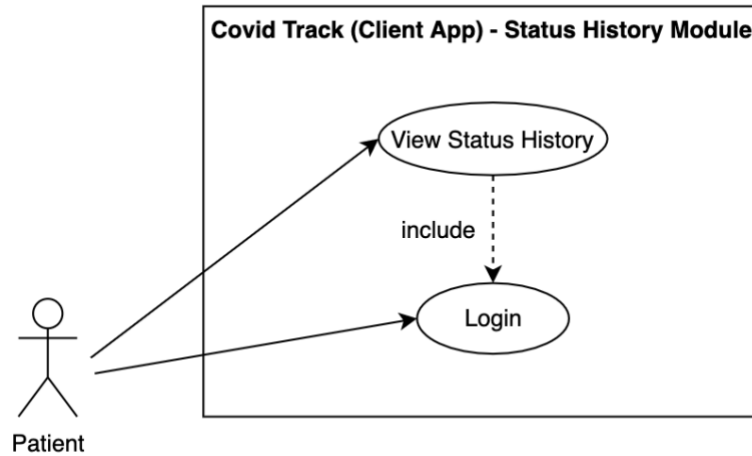 Covid Track (Client App) - Status History Module
View Status History
include
Login
Patient